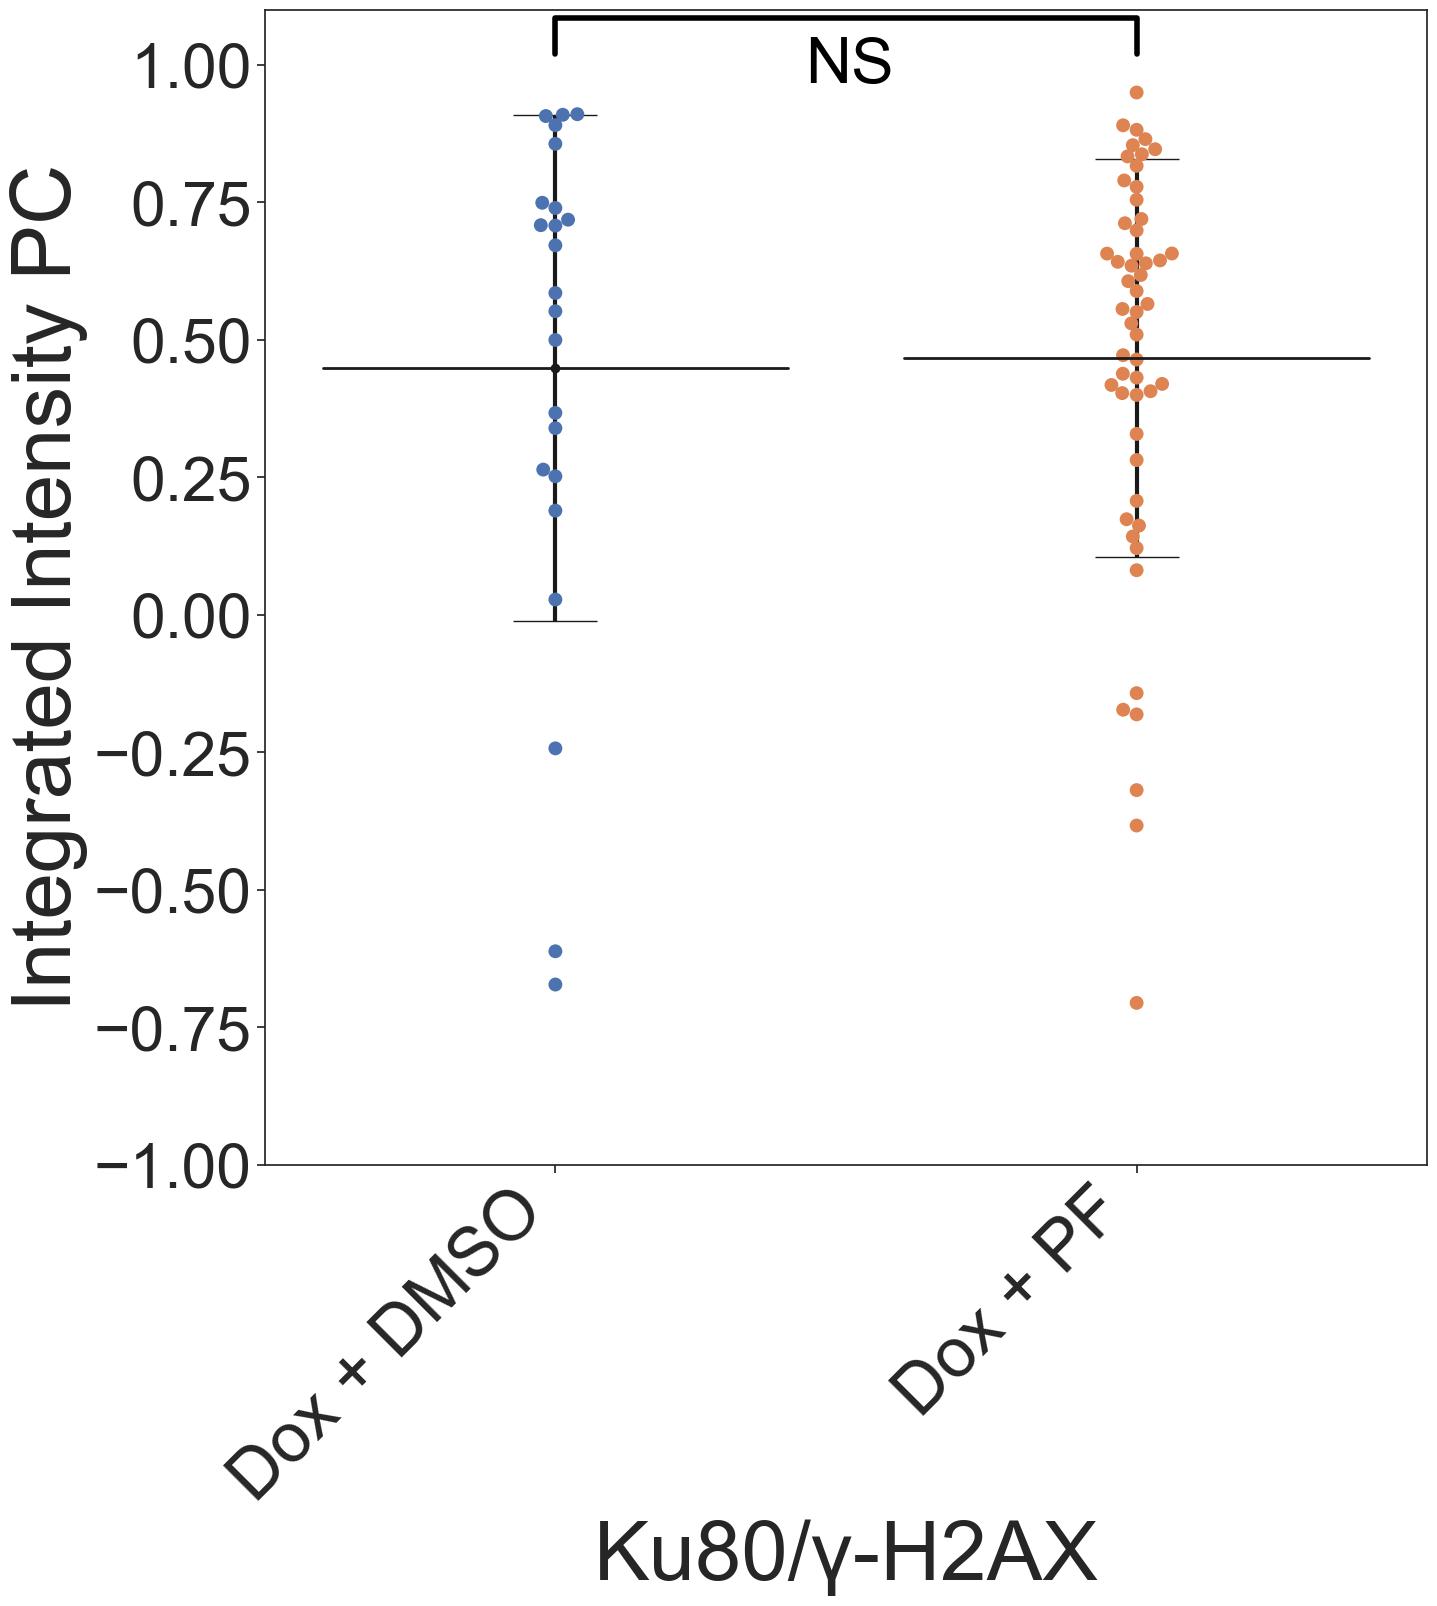 NS
1.00
0.75
0.50
0.25
0.00
−0.25
−0.50
−0.75
−1.00
Integrated Intensity PC
Dox + DMSO
Dox + PF
Ku80/γ-H2AX